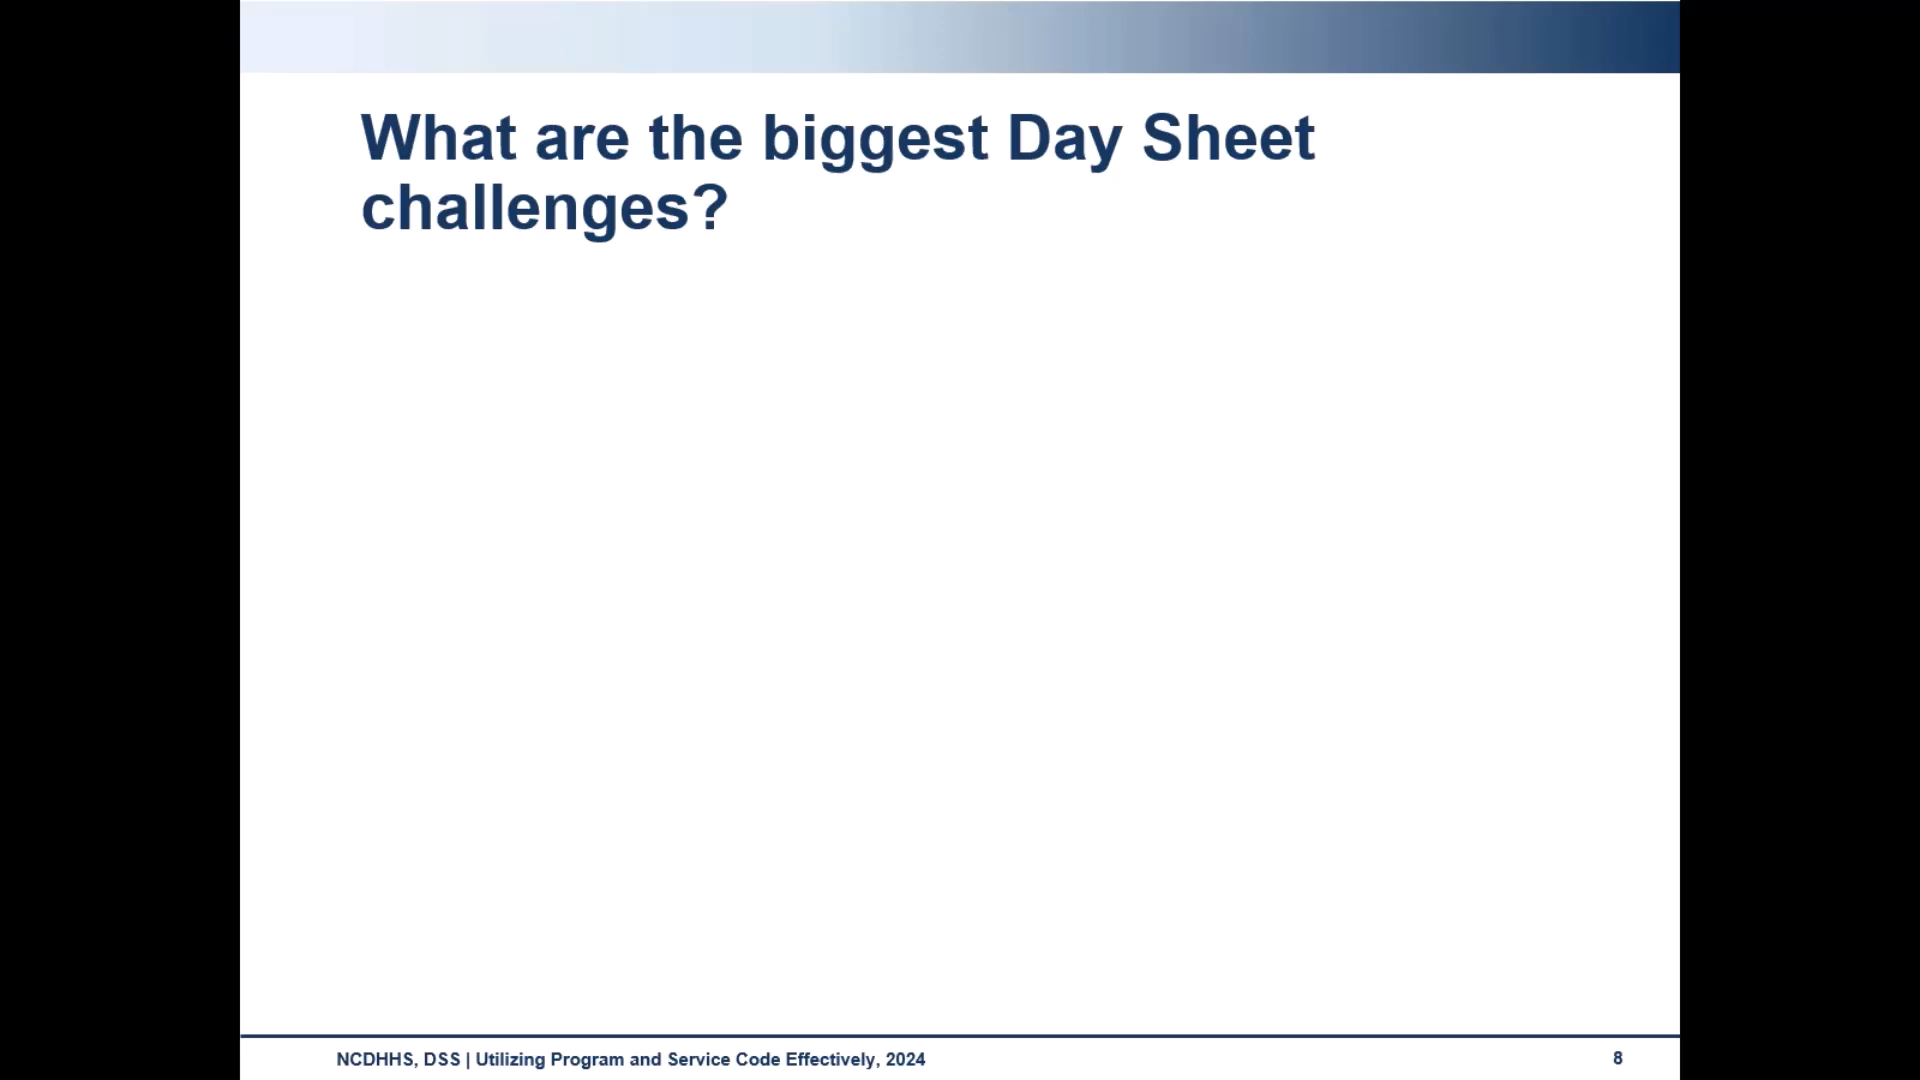 What are the biggest Day Sheet
challenges?
NCDHHS, DSS | Utilizing Program and Service Code Effectively, 2024
8